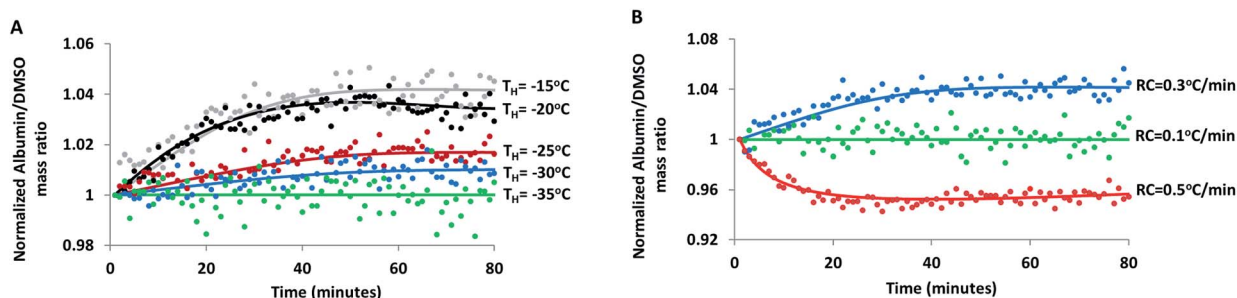 A
Normalized Albumin/DMSO
mass ratio
1.06
1.04
1.02
1
0.98
0
20
40
60
80
Time (minutes)
T_H= -15°C
T_H= -20°C
T_H= -25°C
T_H= -30°C
T_H= -35°C
B
Normalized Albumin/DMSO
mass ratio
1.08
1.04
1
0.96
0.92
0
20
40
60
80
Time (minutes)
RC=0.3°C/min
RC=0.1°C/min
RC=0.5°C/min